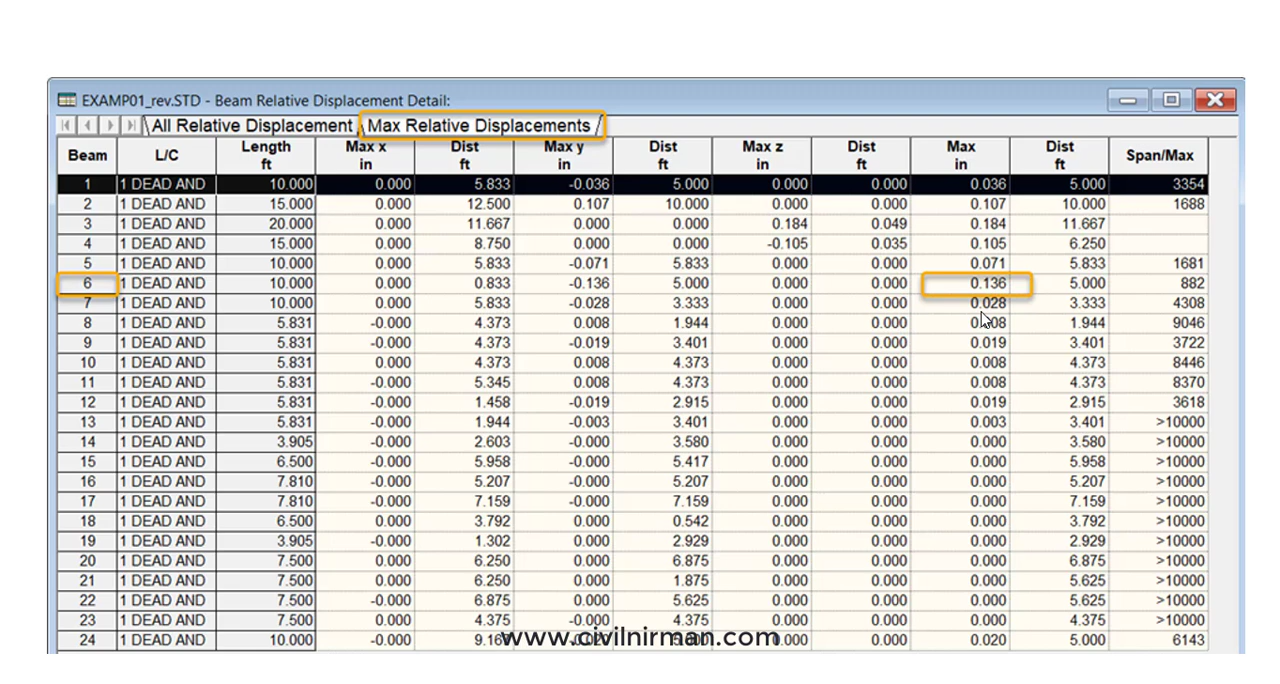 EXAMP01_rev.STD - Beam Relative Displacement Detail:
All Relative Displacement Max Relative Displacements
Beam L/C Length ft Max x in Dist ft Max y in Dist ft Max z in Dist ft Max in Dist ft Span/Max
1 1 DEAD AND 10.000 0.000 5.833 -0.036 5.000 0.000 0.000 0.036 5.000 3354
2 1 DEAD AND 15.000 0.000 12.500 0.107 10.000 0.000 0.000 0.107 10.000 1688
3 1 DEAD AND 20.000 0.000 11.667 0.000 0.000 0.184 0.049 0.184 11.667
4 1 DEAD AND 15.000 0.000 8.750 0.000 0.000 -0.105 0.035 0.105 6.250
5 1 DEAD AND 10.000 0.000 5.833 -0.071 5.833 0.000 0.000 0.071 5.833 1681
6 1 DEAD AND 10.000 0.000 0.833 -0.136 5.000 0.000 0.000 0.136 5.000 882
7 1 DEAD AND 10.000 0.000 5.833 -0.028 3.333 0.000 0.000 0.028 3.333 4308
8 1 DEAD AND 5.831 -0.000 4.373 0.008 1.944 0.000 0.000 0.008 1.944 9046
9 1 DEAD AND 5.831 -0.000 4.373 -0.019 3.401 0.000 0.000 0.019 3.401 3722
10 1 DEAD AND 5.831 0.000 4.373 0.008 4.373 0.000 0.000 0.008 4.373 8446
11 1 DEAD AND 5.831 -0.000 5.345 0.008 4.373 0.000 0.000 0.008 4.373 8370
12 1 DEAD AND 5.831 -0.000 1.458 -0.019 2.915 0.000 0.000 0.019 2.915 3618
13 1 DEAD AND 5.831 -0.000 1.944 -0.003 3.401 0.000 0.000 0.003 3.401 >10000
14 1 DEAD AND 3.905 -0.000 2.603 -0.000 3.580 0.000 0.000 0.000 3.580 >10000
15 1 DEAD AND 6.500 -0.000 5.958 -0.000 5.417 0.000 0.000 0.000 5.958 >10000
16 1 DEAD AND 7.810 -0.000 5.207 -0.000 5.207 0.000 0.000 0.000 5.207 >10000
17 1 DEAD AND 7.810 -0.000 7.159 -0.000 7.159 0.000 0.000 0.000 7.159 >10000
18 1 DEAD AND 6.500 0.000 3.792 0.000 0.542 0.000 0.000 0.000 3.792 >10000
19 1 DEAD AND 3.905 -0.000 1.302 0.000 2.929 0.000 0.000 0.000 2.929 >10000
20 1 DEAD AND 7.500 0.000 6.250 0.000 6.875 0.000 0.000 0.000 6.875 >10000
21 1 DEAD AND 7.500 0.000 6.250 0.000 1.875 0.000 0.000 0.000 5.625 >10000
22 1 DEAD AND 7.500 -0.000 6.875 0.000 5.625 0.000 0.000 0.000 5.625 >10000
23 1 DEAD AND 7.500 0.000 4.375 -0.000 4.375 0.000 0.000 0.000 4.375 >10000
24 1 DEAD AND 10.000 -0.000 0.000 0.020 5.000 6143
www.civilnirman.com